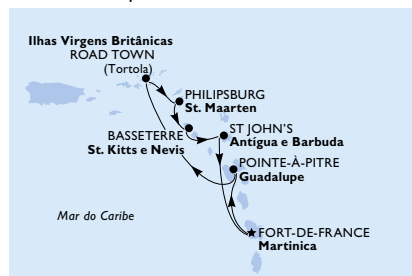 Ilhas Virgens Britânicas
ROAD TOWN
(Tortola)
PHILIPSBURG
St. Maarten
BASSETERRE
St. Kitts e Nevis
ST JOHN'S
Antígua e Barbuda
POINTE-À-PITRE
Guadalupe
Mar do Caribe
FORT-DE-FRANCE
Martinica